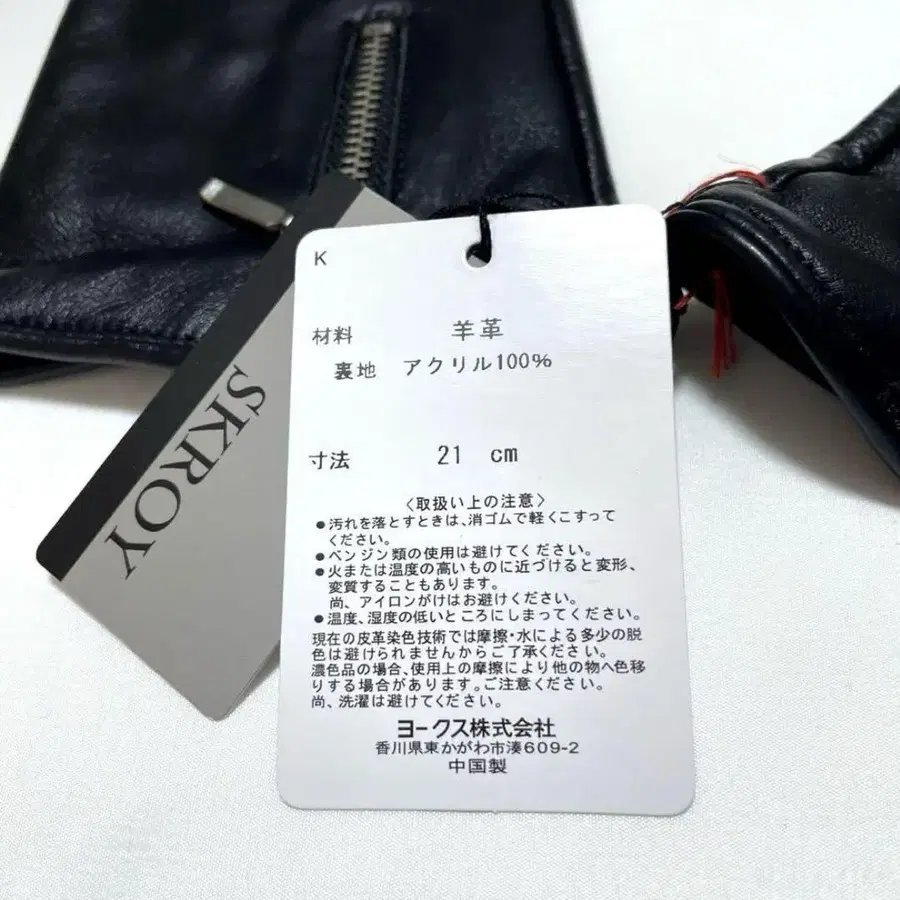 K
材料 羊革
裏地 アクリル100%
寸法 21 cm
〈取扱い上の注意〉
●汚れを落とすときは、消ゴムで軽くこすって
ください。
●ベンジン類の使用は避けてください。
●火または温度の高いものに近づけると変形、
変質することもあります。
尚、アイロンがけはお避けください。
●温度、湿度の低いところにしまってください。
現在の皮革染色技術では摩擦・水による多少の脱
色は避けられませんからご了承ください。
濃色品の場合、使用上の摩擦により他の物へ色移
りする場合があります。ご注意ください。
尚、洗濯は避けてください。
ヨークス株式会社
香川県東かがわ市湊609-2
中国製
SKROY